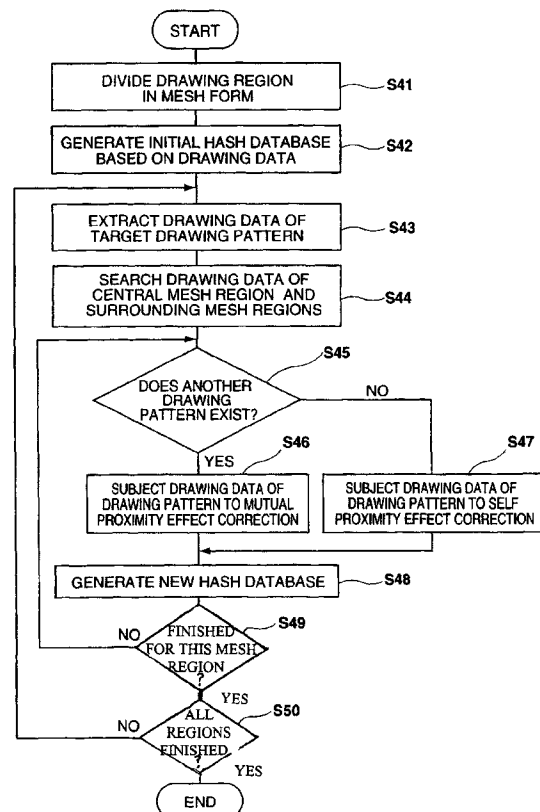 START
DIVIDE DRAWING REGION
IN MESH FORM
S41
GENERATE INITIAL HASH DATABASE
BASED ON DRAWING DATA
S42
EXTRACT DRAWING DATA OF
TARGET DRAWING PATTERN
S43
SEARCH DRAWING DATA OF
CENTRAL MESH REGION AND
SURROUNDING MESH REGIONS
S44
S45
DOES ANOTHER
DRAWING
PATTERN EXIST?
NO
YES
S46
S47
SUBJECT DRAWING DATA OF
DRAWING PATTERN TO MUTUAL
PROXIMITY EFFECT CORRECTION
SUBJECT DRAWING DATA OF
DRAWING PATTERN TO SELF
PROXIMITY EFFECT CORRECTION
GENERATE NEW HASH DATABASE
S48
S49
NO
FINISHED
FOR THIS MESH
REGION
?
YES
S50
NO
ALL
REGIONS
FINISHED
?
YES
END